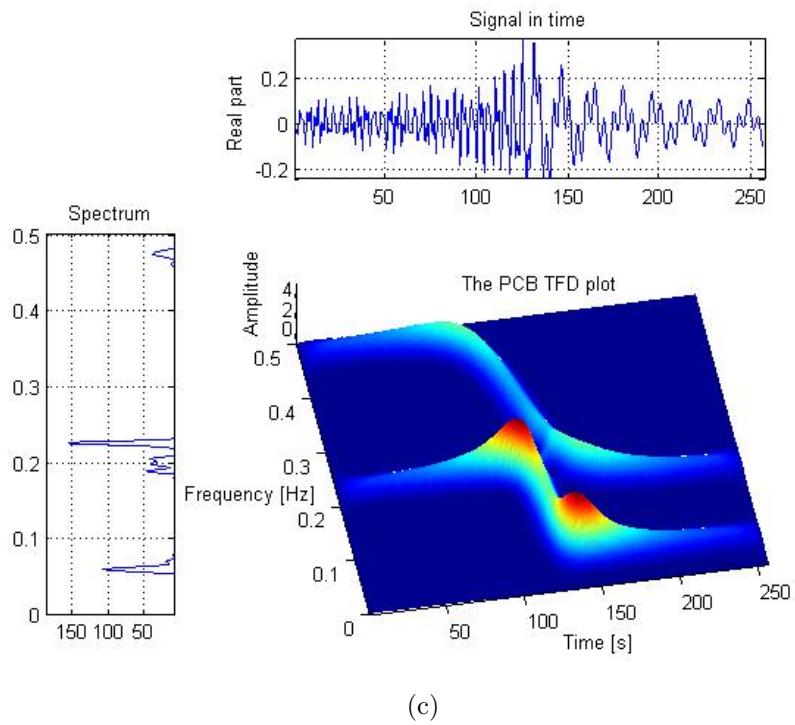 Signal in time
Real part
0.2
0
-0.2
50 100 150 200 250
Spectrum
0.5
0.4
0.3
0.2
0.1
0
150 100 50
The PCB TFD plot
Amplitude
4
2
0
0.5
0.4
0.3
0.2
0.1
Frequency [Hz]
0 50 100 150 200 250
Time [s]
(c)